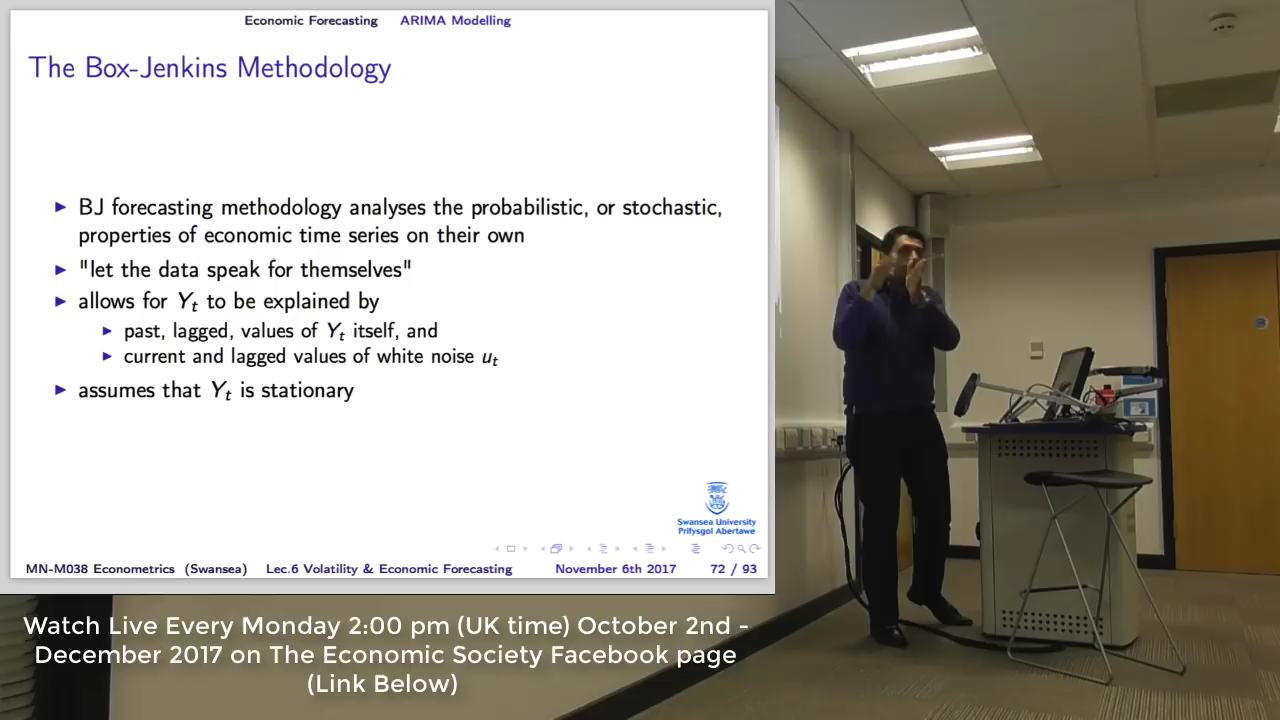 Economic Forecasting ARIMA Modelling
The Box-Jenkins Methodology
BJ forecasting methodology analyses the probabilistic, or stochastic,
properties of economic time series on their own
"let the data speak for themselves"
allows for Yt to be explained by
past, lagged, values of Yt itself, and
current and lagged values of white noise ut
assumes that Yt is stationary
Swansea University
Prifysgol Abertawe
MN-M038 Econometrics (Swansea) Lec.6 Volatility & Economic Forecasting November 6th 2017 72 / 93
Watch Live Every Monday 2:00 pm (UK time) October 2nd -
December 2017 on The Economic Society Facebook page
(Link Below)